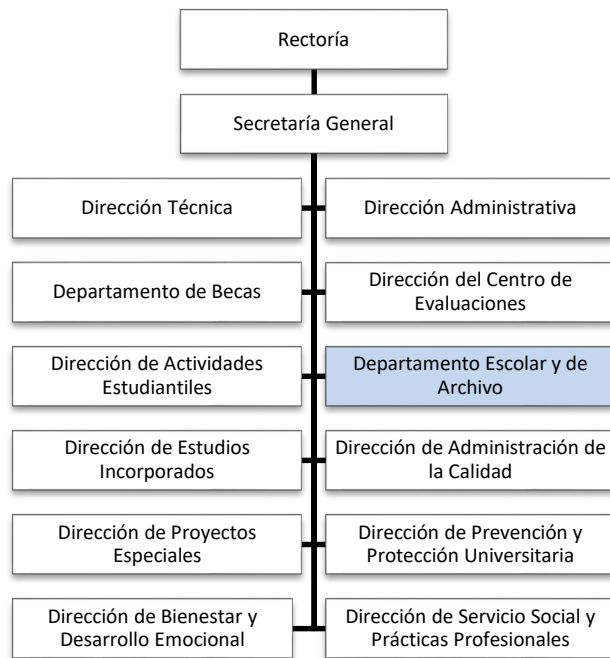 Rectoría
Secretaría General
Dirección Técnica
Dirección Administrativa
Departamento de Becas
Dirección del Centro de
Evaluaciones
Dirección de Actividades
Estudiantiles
Departamento Escolar y de
Archivo
Dirección de Estudios
Incorporados
Dirección de Administración de
la Calidad
Dirección de Proyectos
Especiales
Dirección de Prevención y
Protección Universitaria
Dirección de Bienestar y
Desarrollo Emocional
Dirección de Servicio Social y
Prácticas Profesionales